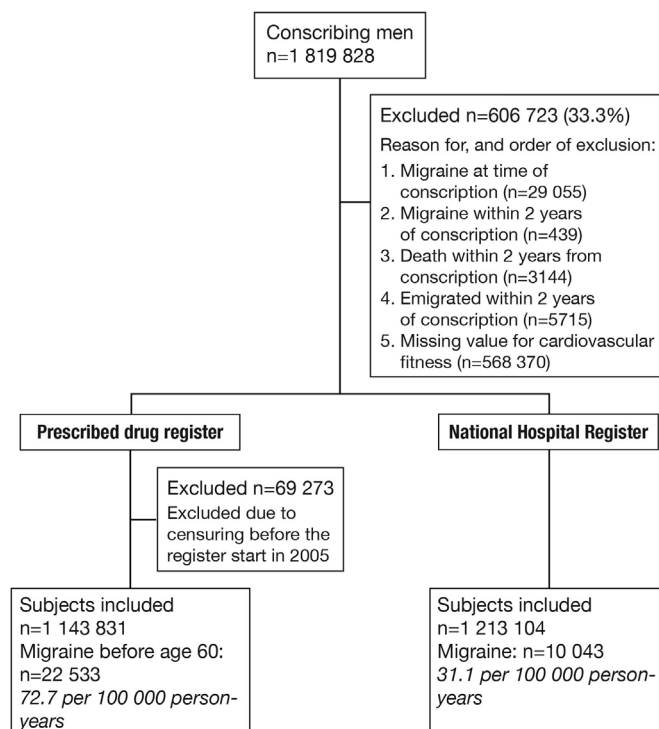 Conscribing men
n=1 819 828
Excluded n=606 723 (33.3%)
Reason for, and order of exclusion:
1. Migraine at time of
conscription (n=29 055)
2. Migraine within 2 years
of conscription (n=439)
3. Death within 2 years from
conscription (n=3144)
4. Emigrated within 2 years
of conscription (n=5715)
5. Missing value for cardiovascular
fitness (n=568 370)
Prescribed drug register
National Hospital Register
Excluded n=69 273
Excluded due to
censuring before the
register start in 2005
Subjects included
n=1 143 831
Migraine before age 60:
n=22 533
72.7 per 100 000 person-
years
Subjects included
n=1 213 104
Migraine: n=10 043
31.1 per 100 000 person-
years